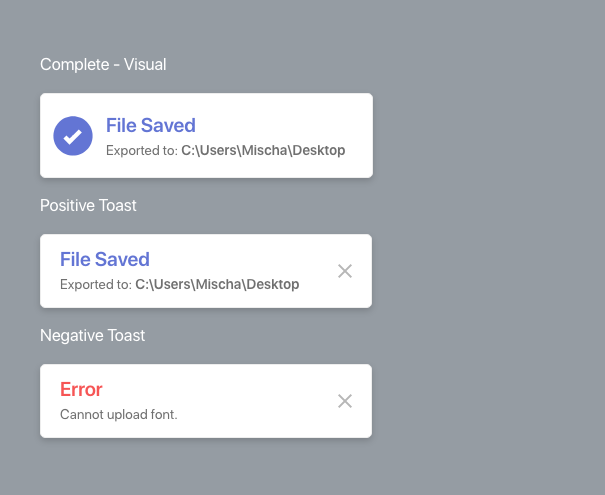 Complete - Visual
File Saved
Exported to: C:\Users\Mischa\Desktop
Positive Toast
File Saved
Exported to: C:\Users\Mischa\Desktop
Negative Toast
Error
Cannot upload font.